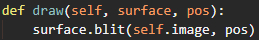 def draw(self, surface, pos):
    surface.blit(self.image, pos)